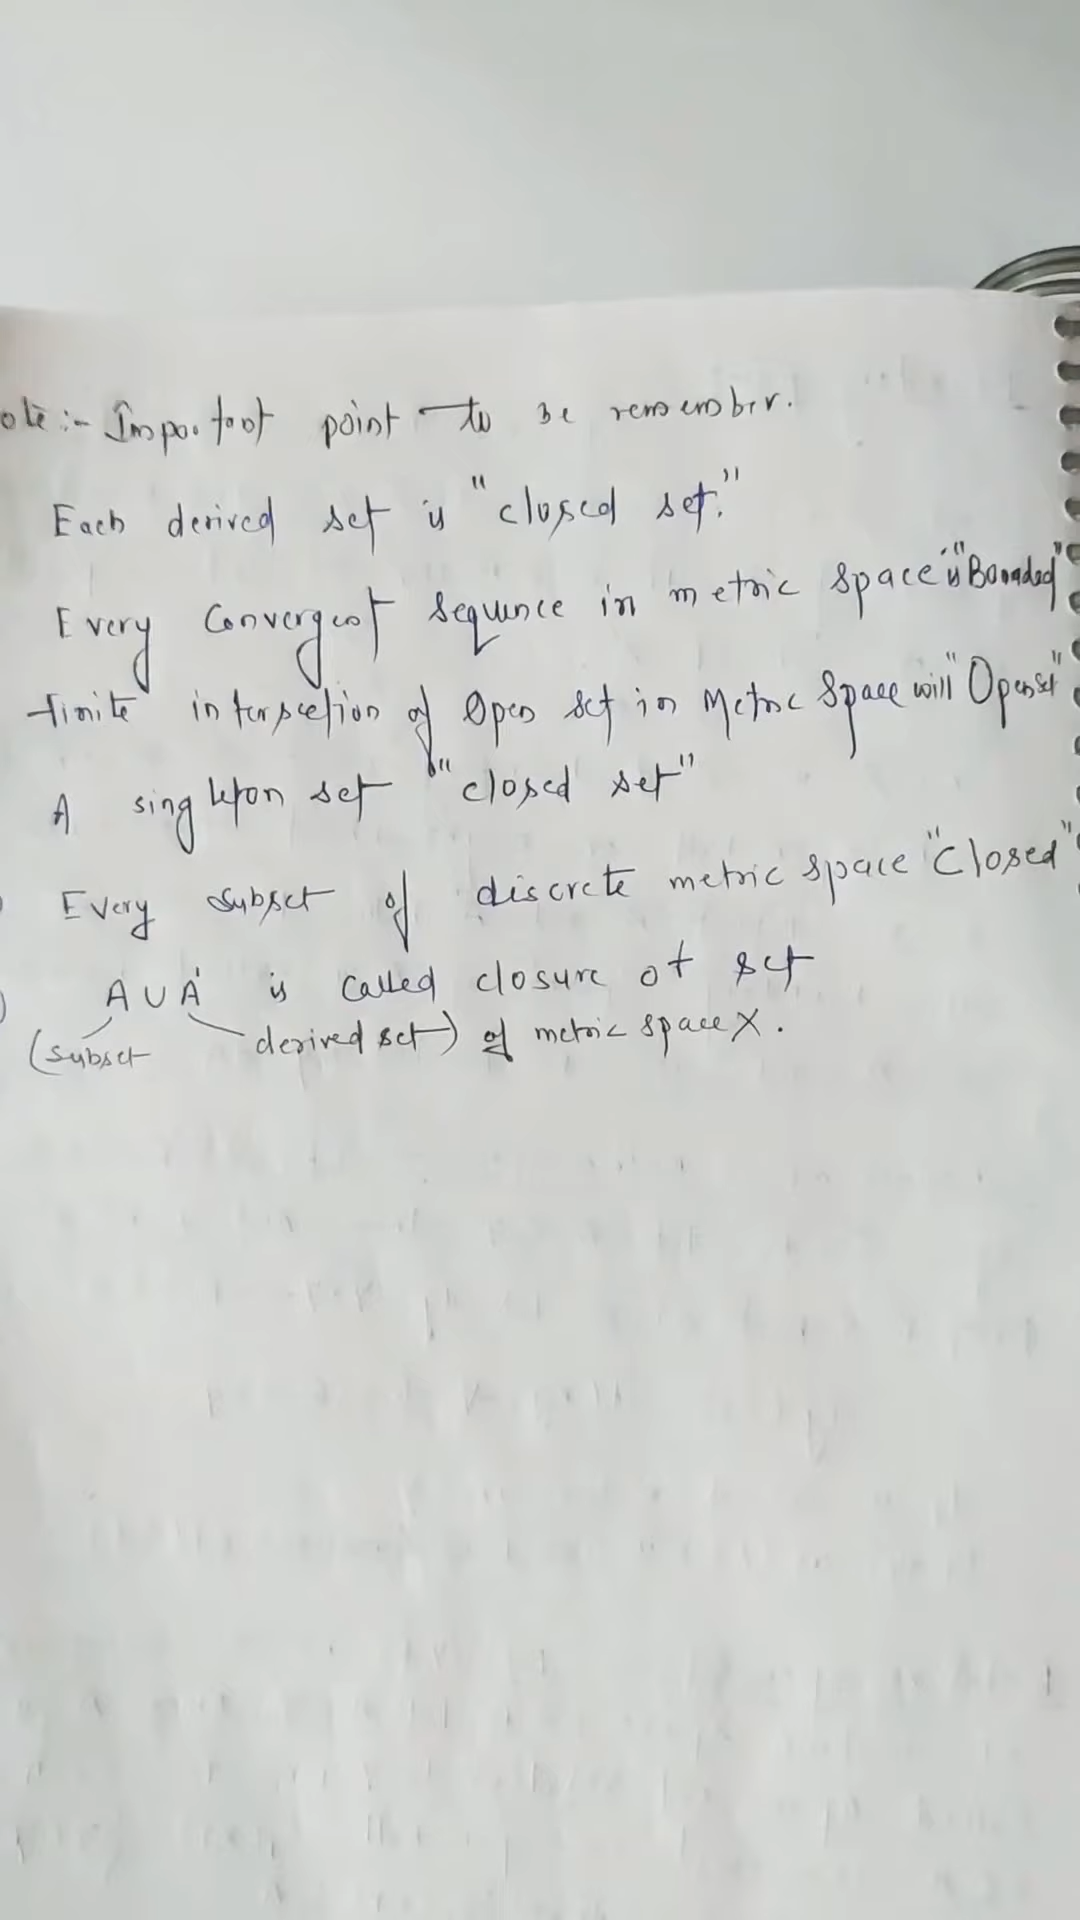 ote :- Important point to be remember.
Each derived set is "closed set."
Every Convergent sequence in metric space is "Bounded"
finite intersection of Open set in Metric Space will "Open set"
A singleton set "closed set"
Every subset of discrete metric space "Closed"
A U A' is called closure of set
(subset derived set) of metric space X.